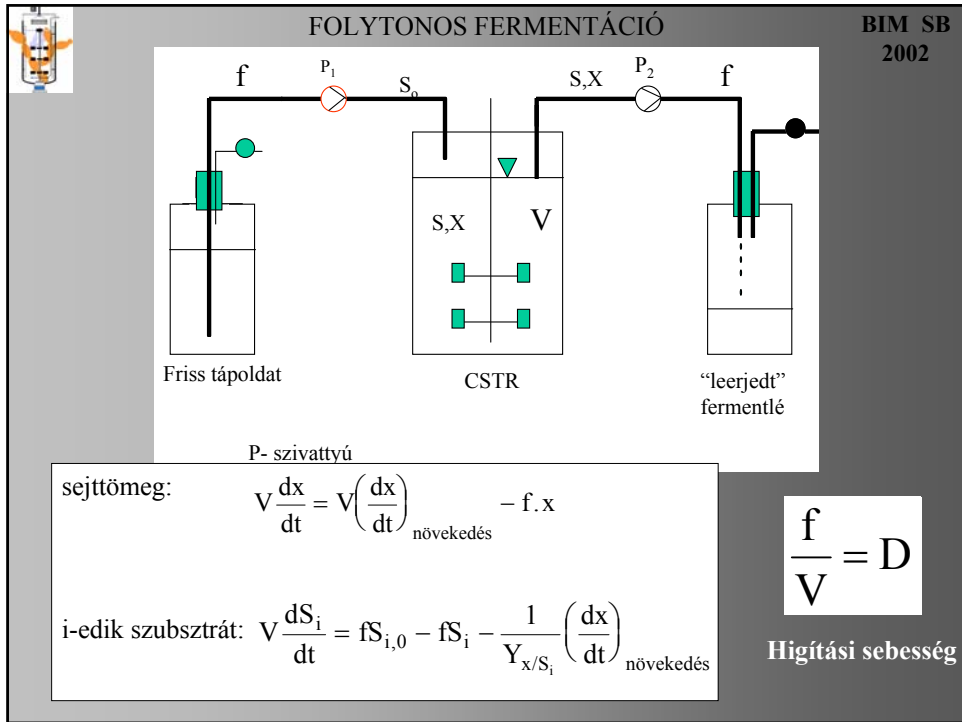 FOLYTONOS FERMENTÁCIÓ
BIM SB
2002
f P₁ Sₒ S,X P₂ f
S,X V
Friss tápoldat
CSTR
“leerjedt”
fermentlé
P- szivattyú
sejttömeg: V dx/dt = V(dx/dt)növekedés − f.x
i-edik szubsztrát: V dSᵢ/dt = fSᵢ,₀ − fSᵢ − 1/Yx/Sᵢ (dx/dt)növekedés
f/V = D
Higítási sebesség